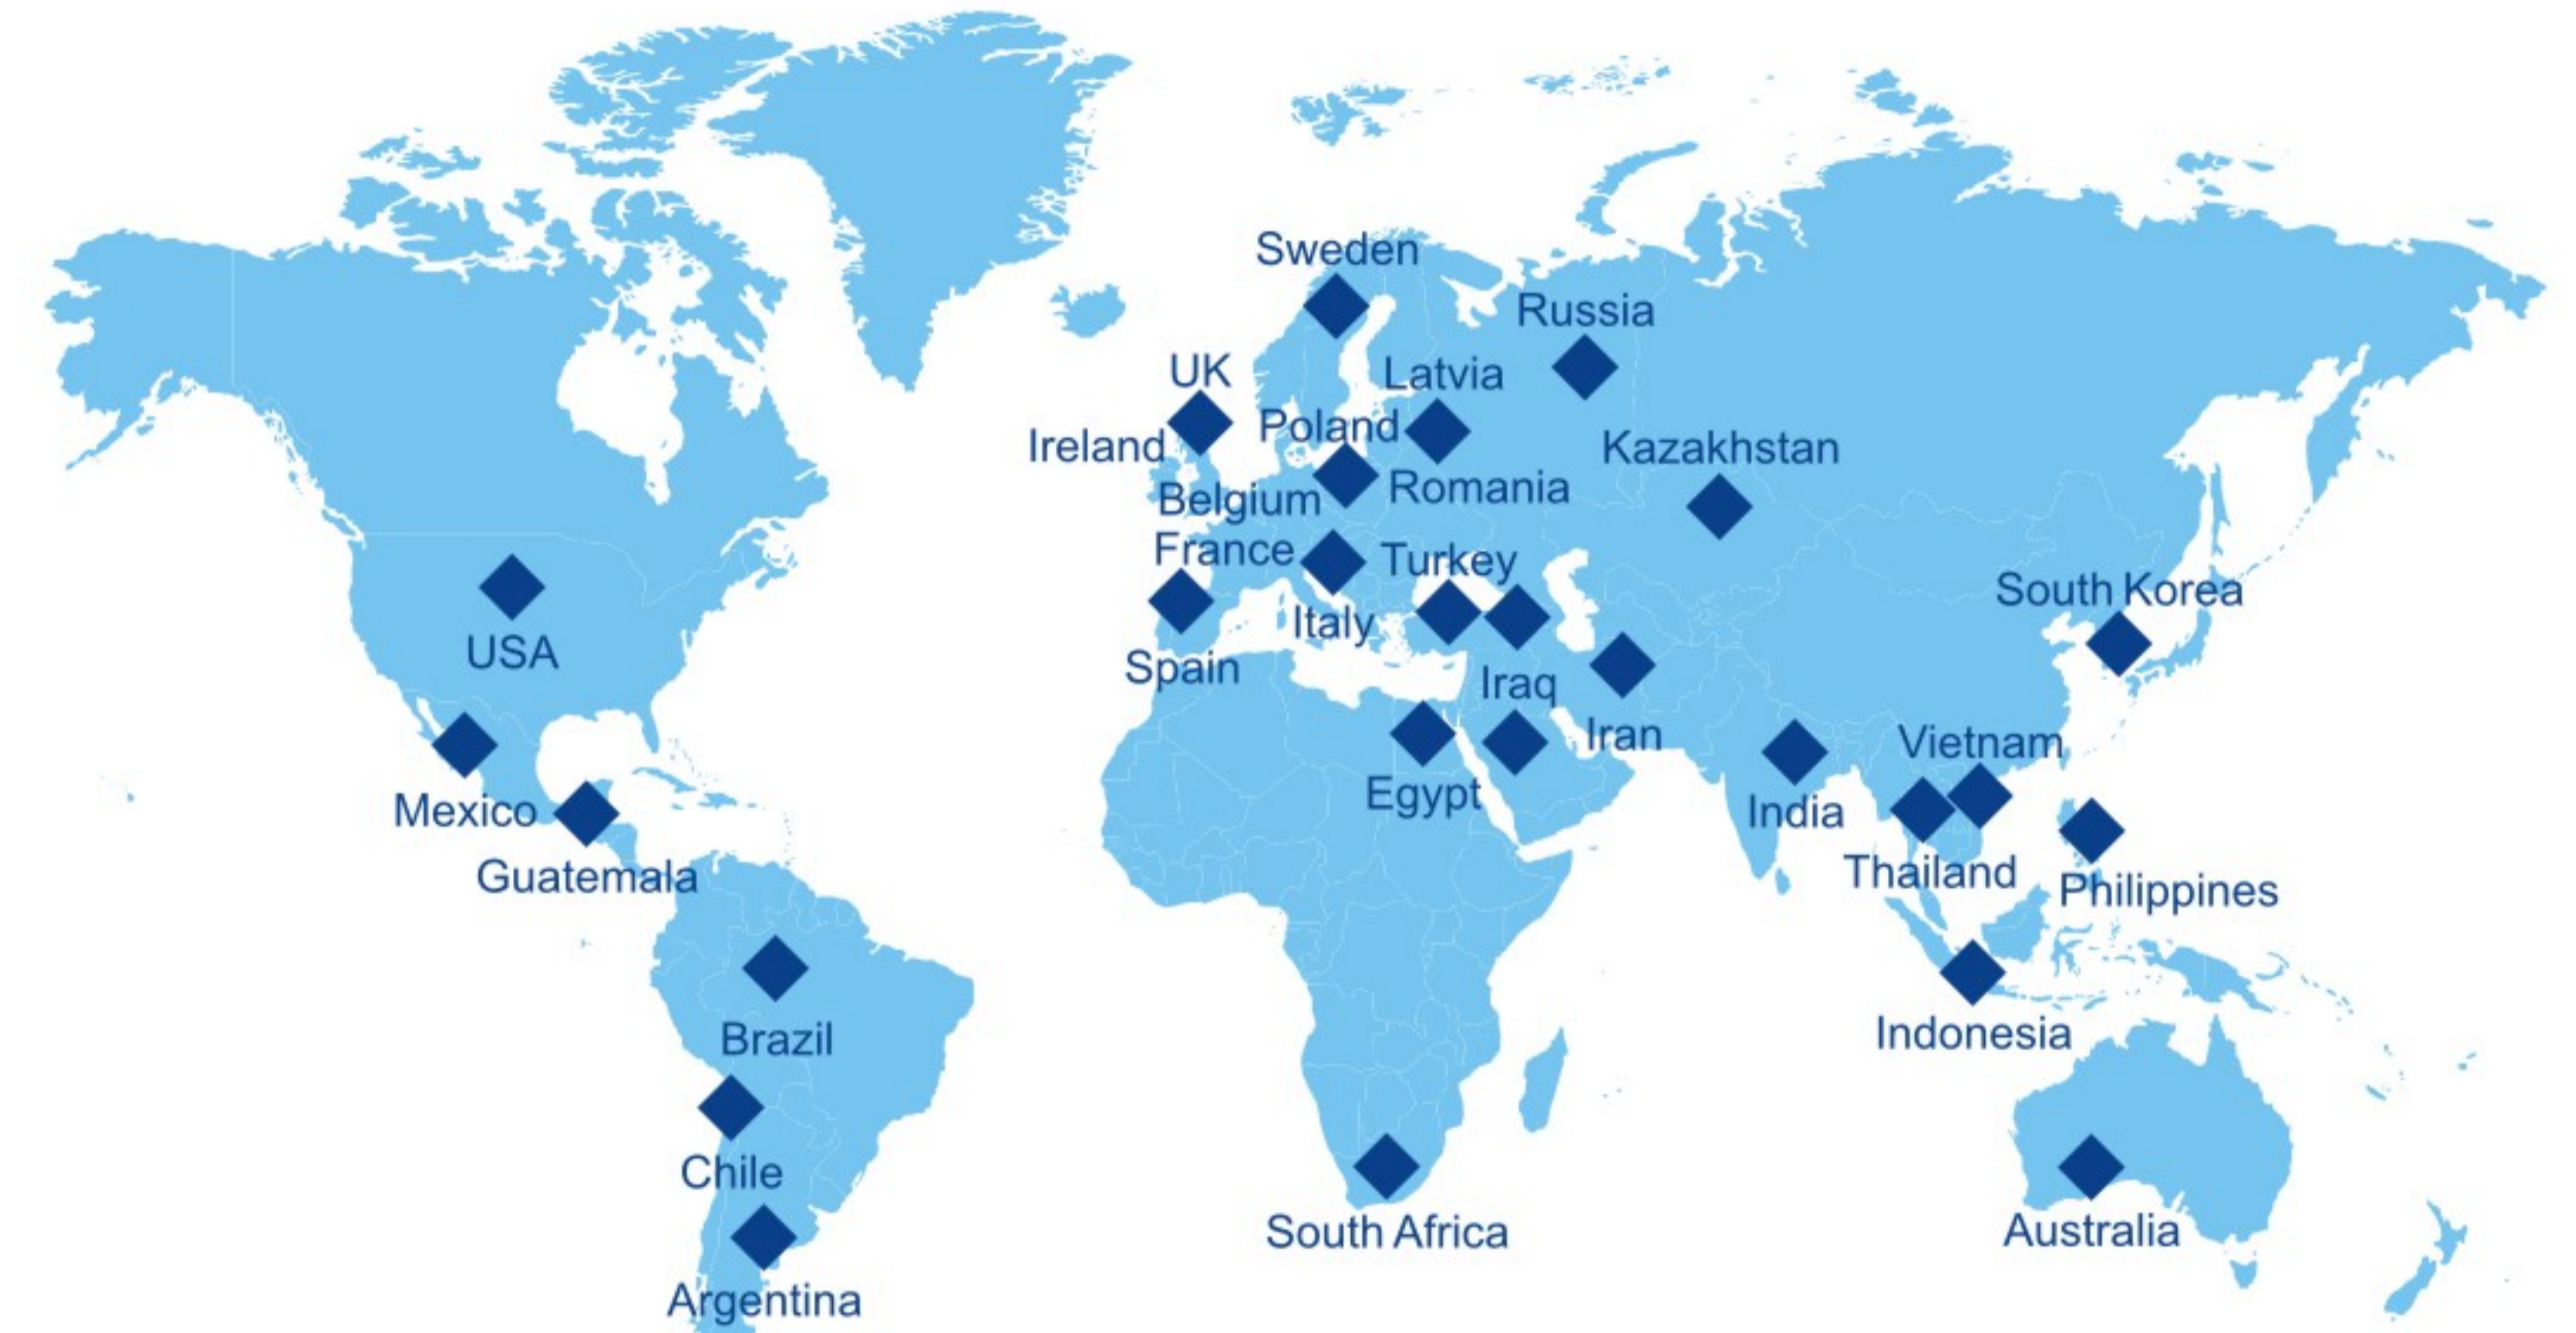 Sweden
Russia
UK
Latvia
Poland
Ireland
Kazakhstan
Romania
Belgium
France
Turkey
South Korea
Italy
USA
Spain
Iraq
Iran
Vietnam
Egypt
Mexico
India
Thailand
Guatemala
Philippines
Indonesia
Brazil
Chile
South Africa
Australia
Argentina